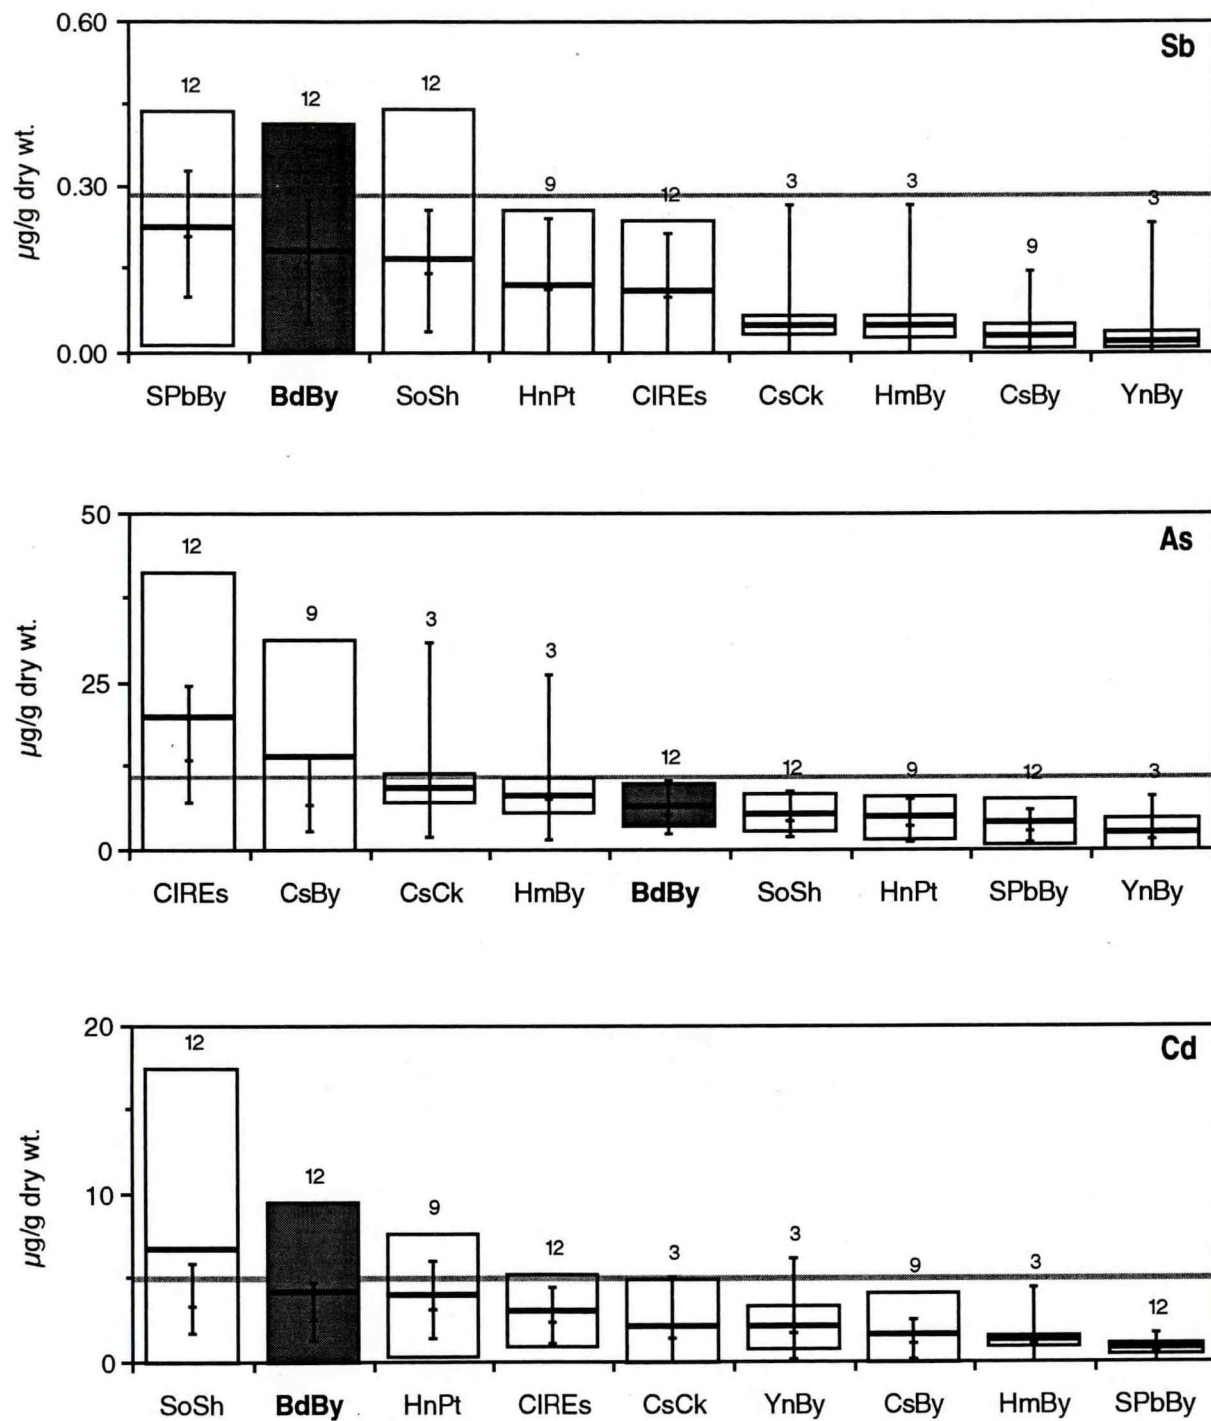 Sb
µg/g dry wt.
0.60
0.30
0.00
12 12 12 9 12 3 3 9 3
SPbBy BdBy SoSh HnPt CIREs CsCk HmBy CsBy YnBy
As
µg/g dry wt.
50
25
0
12 9 3 3 12 12 9 12 3
CIREs CsBy CsCk HmBy BdBy SoSh HnPt SPbBy YnBy
Cd
µg/g dry wt.
20
10
0
12 12 9 12 3 3 9 3 12
SoSh BdBy HnPt CIREs CsCk YnBy CsBy HmBy SPbBy